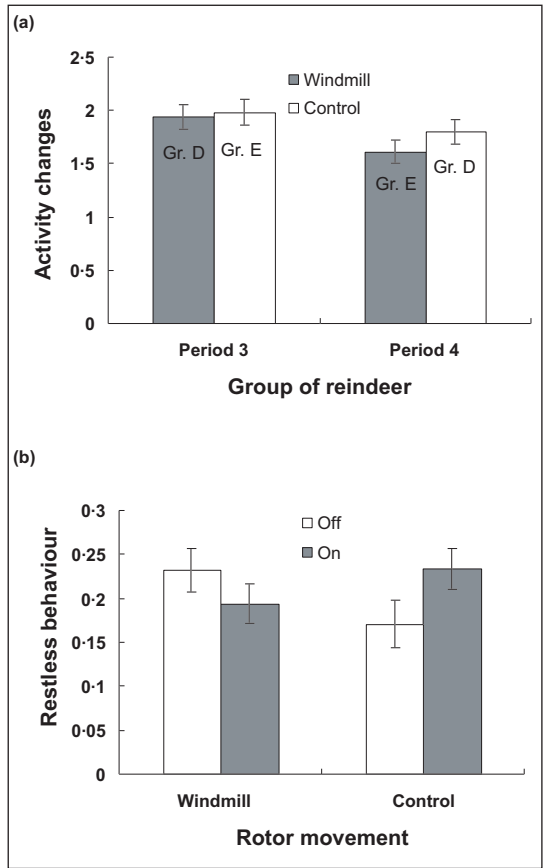 (a)
2·5
2
1·5
1
0·5
0
Activity changes
Windmill
Control
Gr. D
Gr. E
Gr. E
Gr. D
Period 3
Period 4
Group of reindeer
(b)
0·3
0·25
0·2
0·15
0·1
0·05
0
Restless behaviour
Off
On
Windmill
Control
Rotor movement